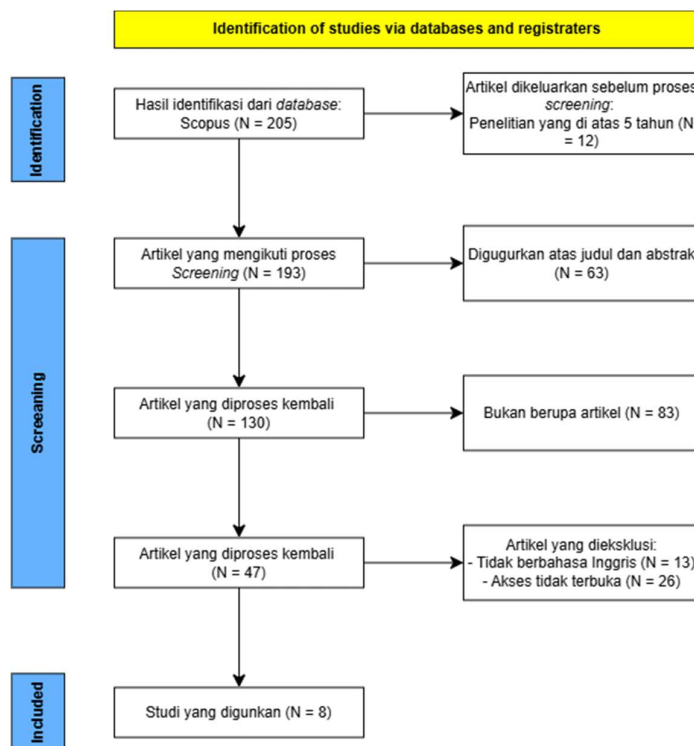 Identification of studies via databases and registraters
Identification
Hasil identifikasi dari database:
Scopus (N = 205)
Artikel dikeluarkan sebelum proses
screening:
Penelitian yang di atas 5 tahun (N
= 12)
Screeaning
Artikel yang mengikuti proses
Screening (N = 193)
Digugurkan atas judul dan abstrak
(N = 63)
Artikel yang diproses kembali
(N = 130)
Bukan berupa artikel (N = 83)
Artikel yang diproses kembali
(N = 47)
Artikel yang dieksklusi:
- Tidak berbahasa Inggris (N = 13)
- Akses tidak terbuka (N = 26)
Included
Studi yang digunkan (N = 8)